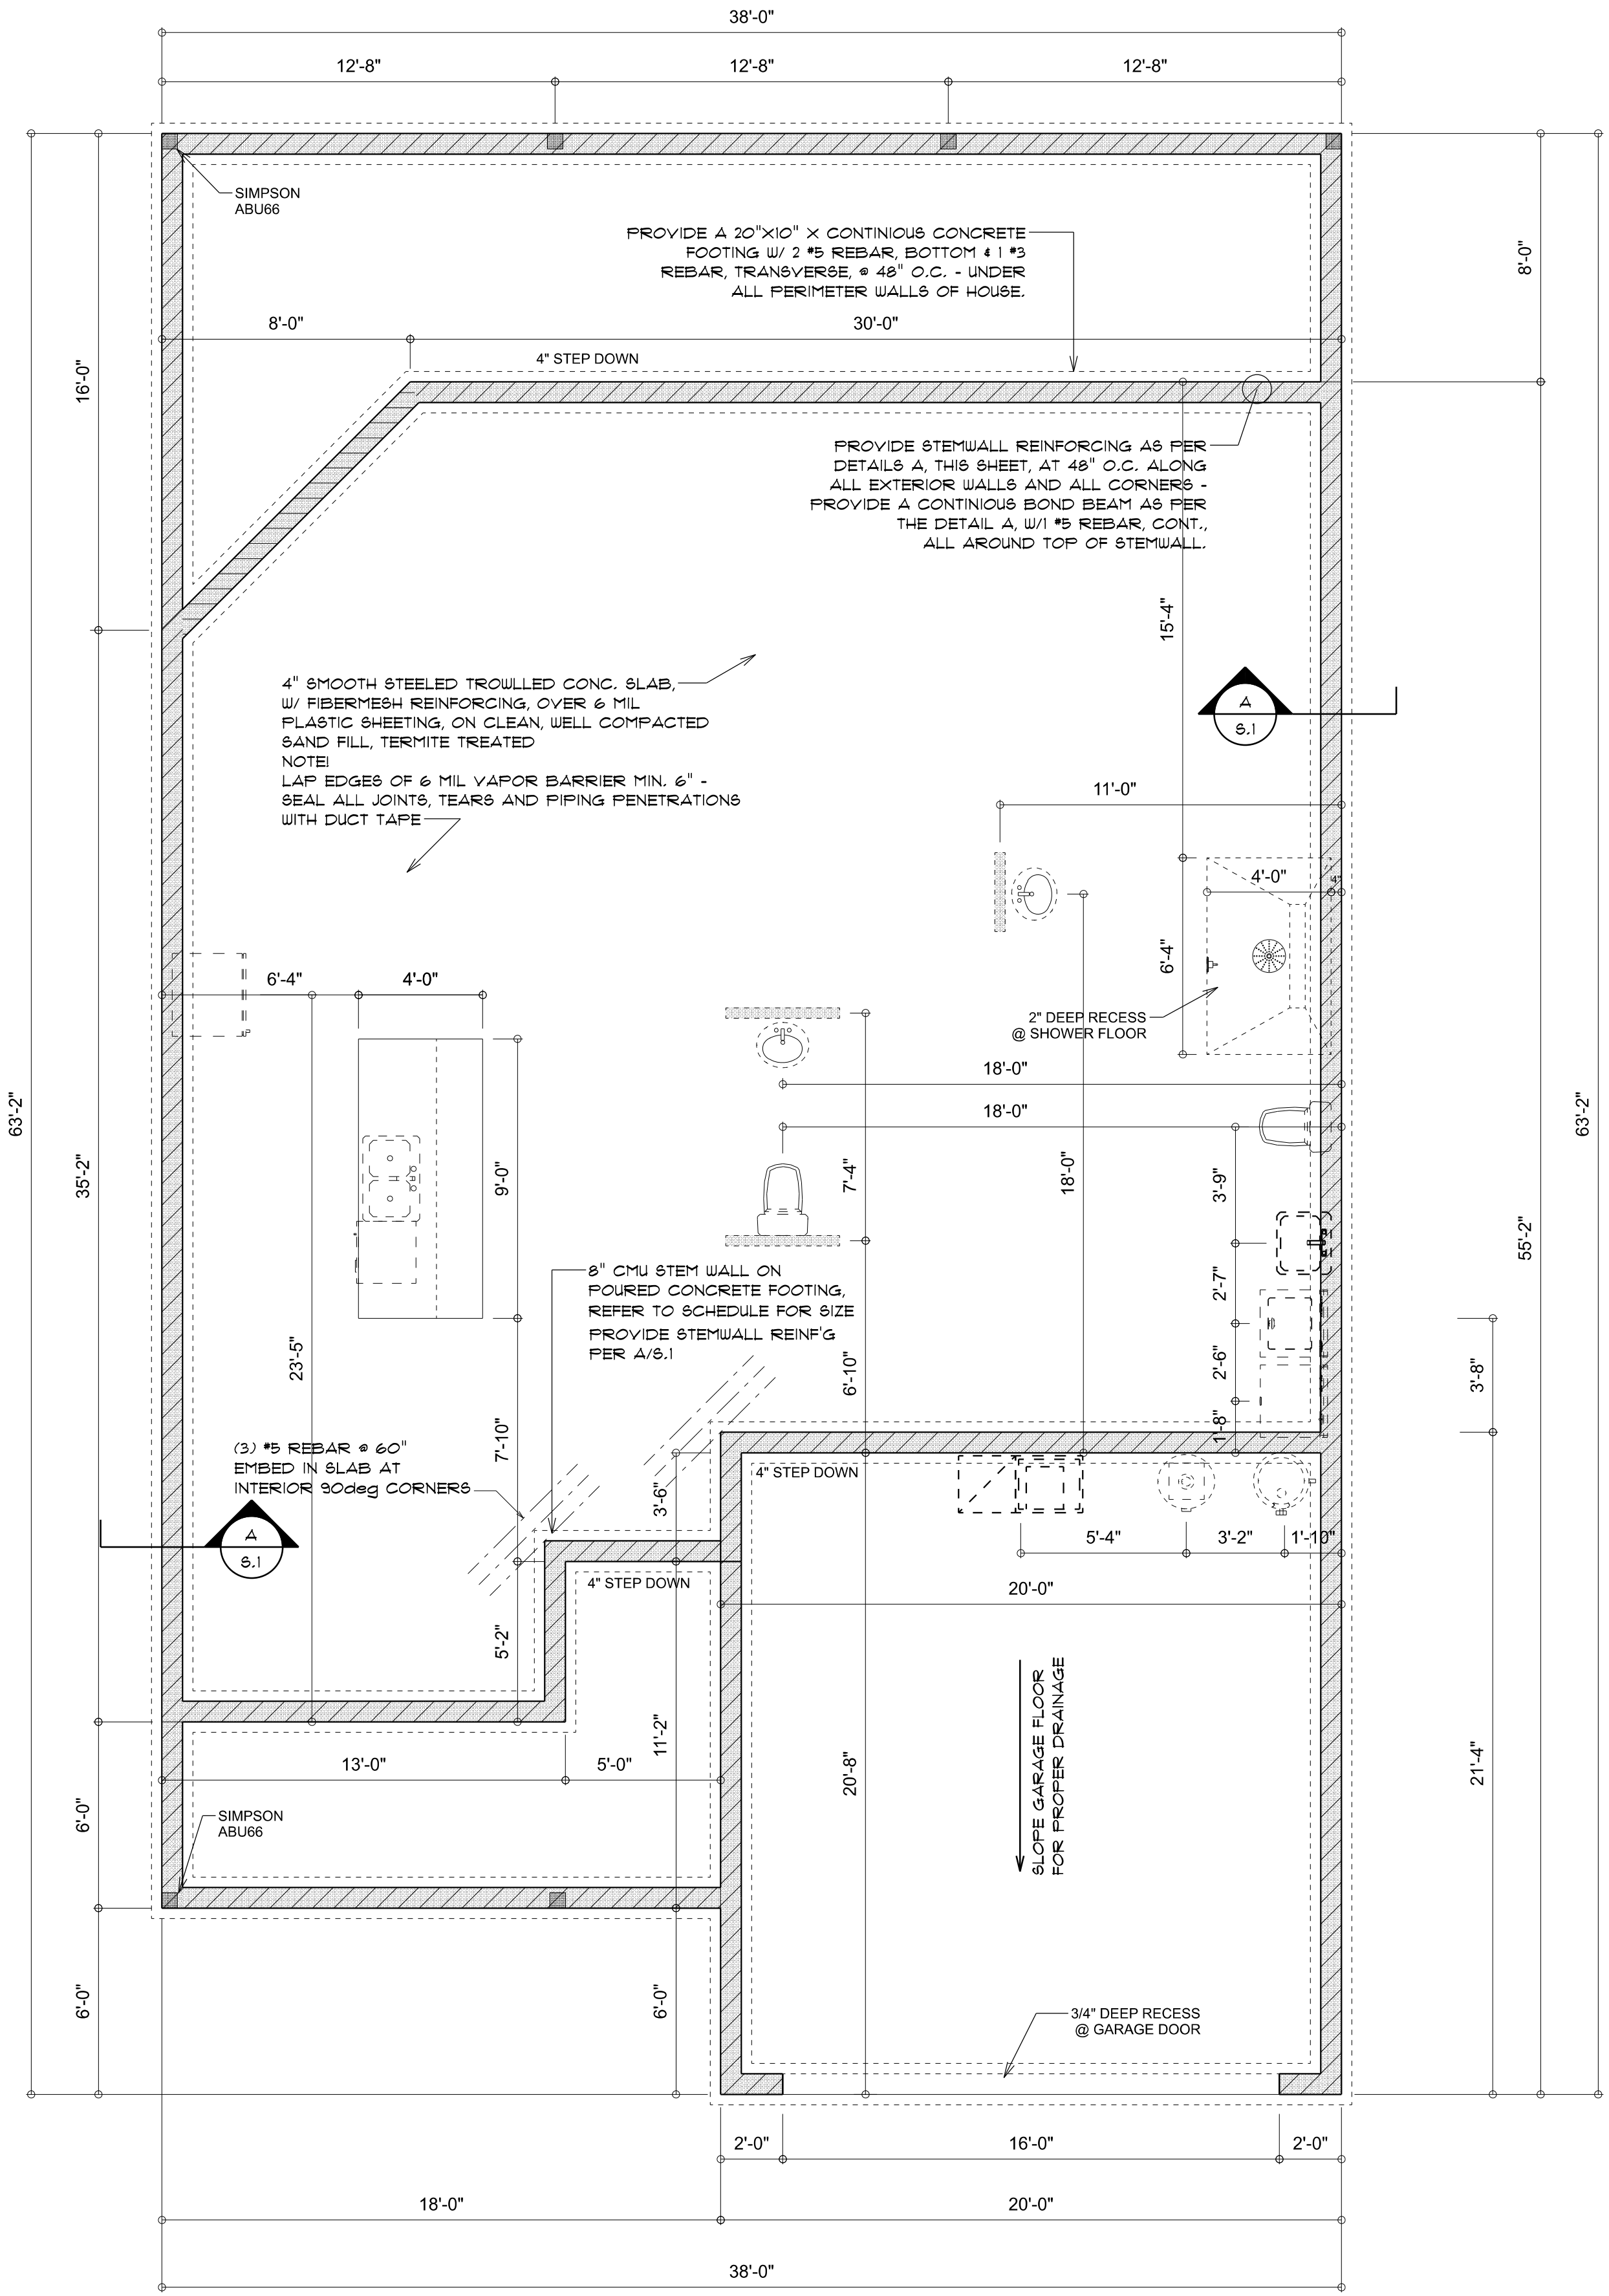 38'-0"
12'-8"
12'-8"
12'-8"
SIMPSON
ABU66
PROVIDE A 20"X10" X CONTINIOUS CONCRETE
FOOTING W/ 2 #5 REBAR, BOTTOM & 1 #3
REBAR, TRANSVERSE, @ 48" O.C. - UNDER
ALL PERIMETER WALLS OF HOUSE.
8'-0"
8'-0"
30'-0"
4" STEP DOWN
16'-0"
PROVIDE STEMWALL REINFORCING AS PER
DETAILS A, THIS SHEET, AT 48" O.C. ALONG
ALL EXTERIOR WALLS AND ALL CORNERS -
PROVIDE A CONTINIOUS BOND BEAM AS PER
THE DETAIL A, W/1 #5 REBAR, CONT.,
ALL AROUND TOP OF STEMWALL.
15'-4"
4" SMOOTH STEELED TROWLLED CONC. SLAB,
W/ FIBERMESH REINFORCING, OVER 6 MIL
PLASTIC SHEETING, ON CLEAN, WELL COMPACTED
SAND FILL, TERMITE TREATED
NOTE!
LAP EDGES OF 6 MIL VAPOR BARRIER MIN. 6" -
SEAL ALL JOINTS, TEARS AND PIPING PENETRATIONS
WITH DUCT TAPE
A
S.1
11'-0"
4'-0"
4"
6'-4"
6'-4"
4'-0"
2" DEEP RECESS
@ SHOWER FLOOR
18'-0"
18'-0"
63'-2"
35'-2"
9'-0"
7'-4"
18'-0"
3'-9"
2'-7"
2'-6"
1'-8"
55'-2"
63'-2"
8" CMU STEM WALL ON
POURED CONCRETE FOOTING,
REFER TO SCHEDULE FOR SIZE
PROVIDE STEMWALL REINF'G
PER A/S.1
23'-5"
6'-10"
3'-8"
7'-10"
(3) #5 REBAR @ 60"
EMBED IN SLAB AT
INTERIOR 90deg CORNERS
4" STEP DOWN
3'-6"
A
S.1
5'-4"
3'-2"
1'-10"
4" STEP DOWN
20'-0"
5'-2"
SLOPE GARAGE FLOOR
FOR PROPER DRAINAGE
11'-2"
20'-8"
21'-4"
13'-0"
5'-0"
6'-0"
SIMPSON
ABU66
6'-0"
6'-0"
3/4" DEEP RECESS
@ GARAGE DOOR
2'-0"
16'-0"
2'-0"
18'-0"
20'-0"
38'-0"